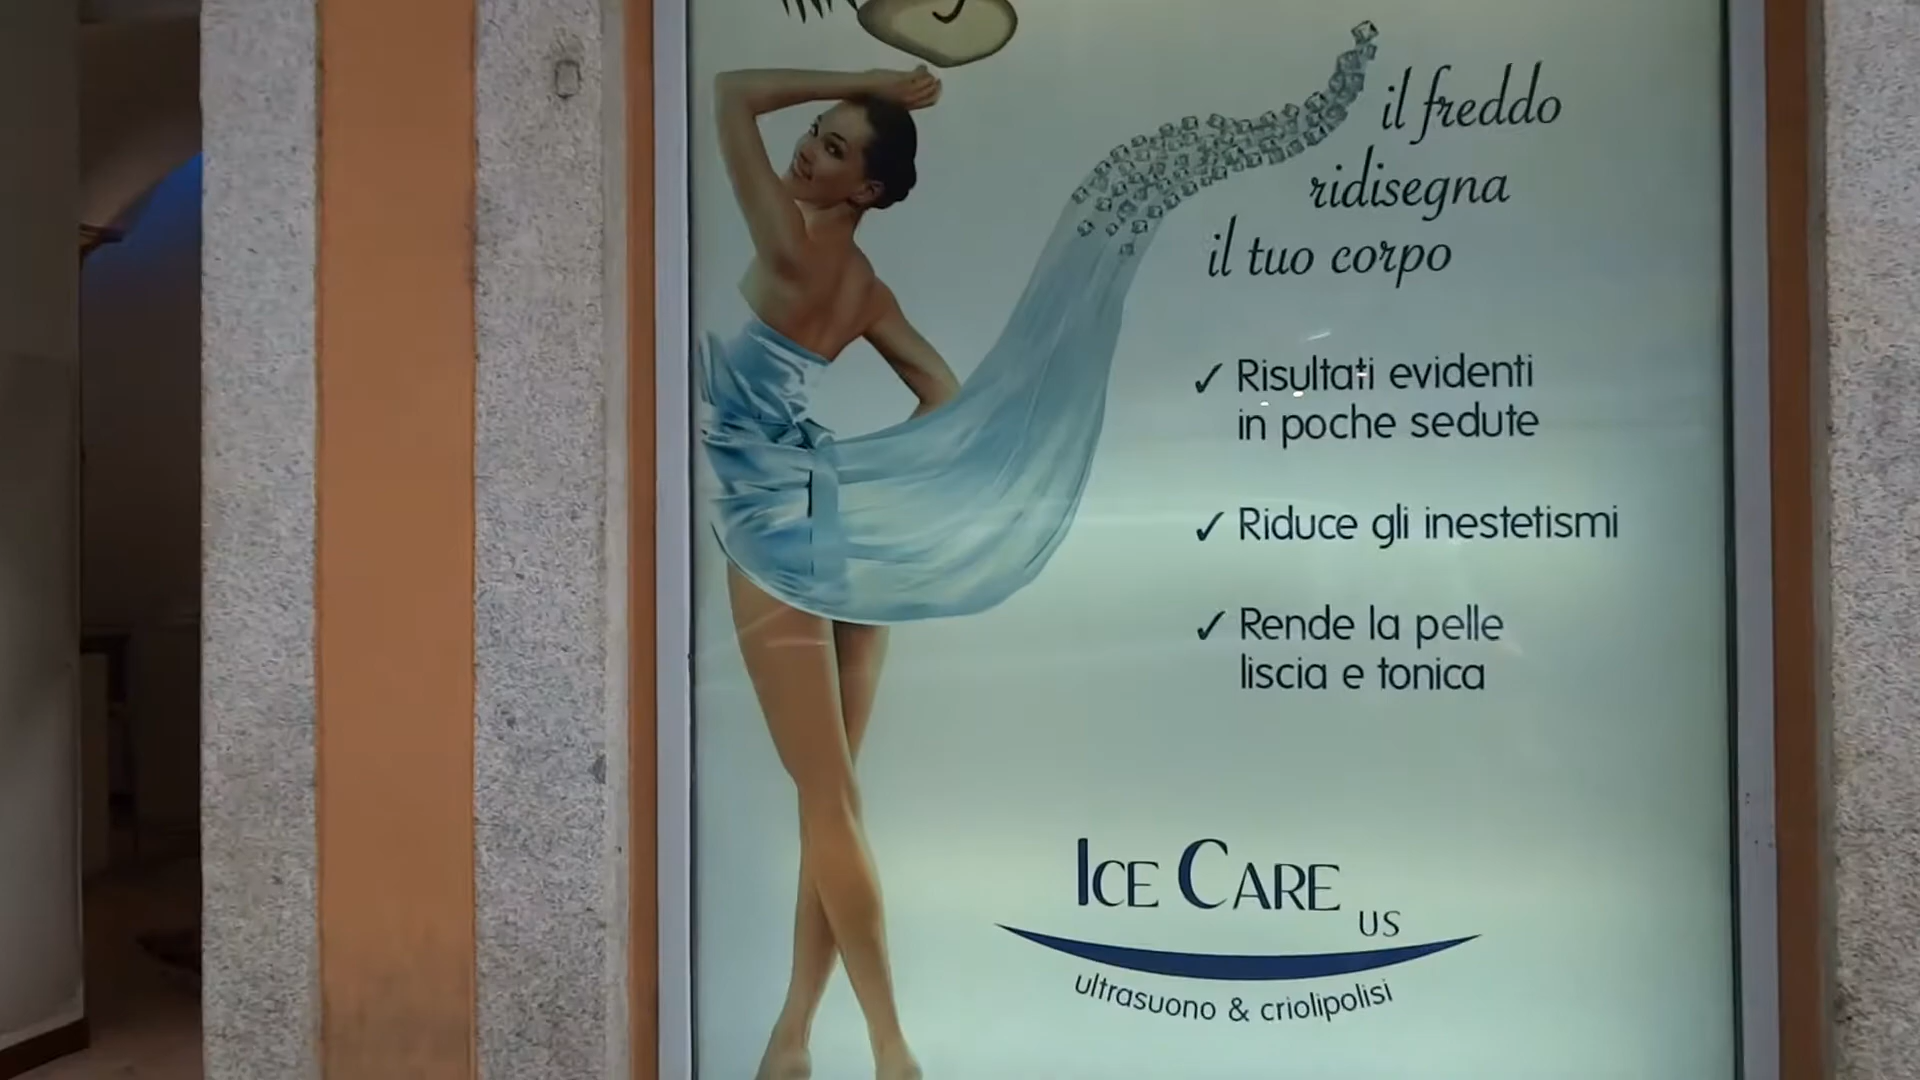 il freddo
ridisegna
il tuo corpo
✓ Risultati evidenti
in poche sedute
✓ Riduce gli inestetismi
✓ Rende la pelle
liscia e tonica
ICE CARE
US
ultrasuono & criolipolisi